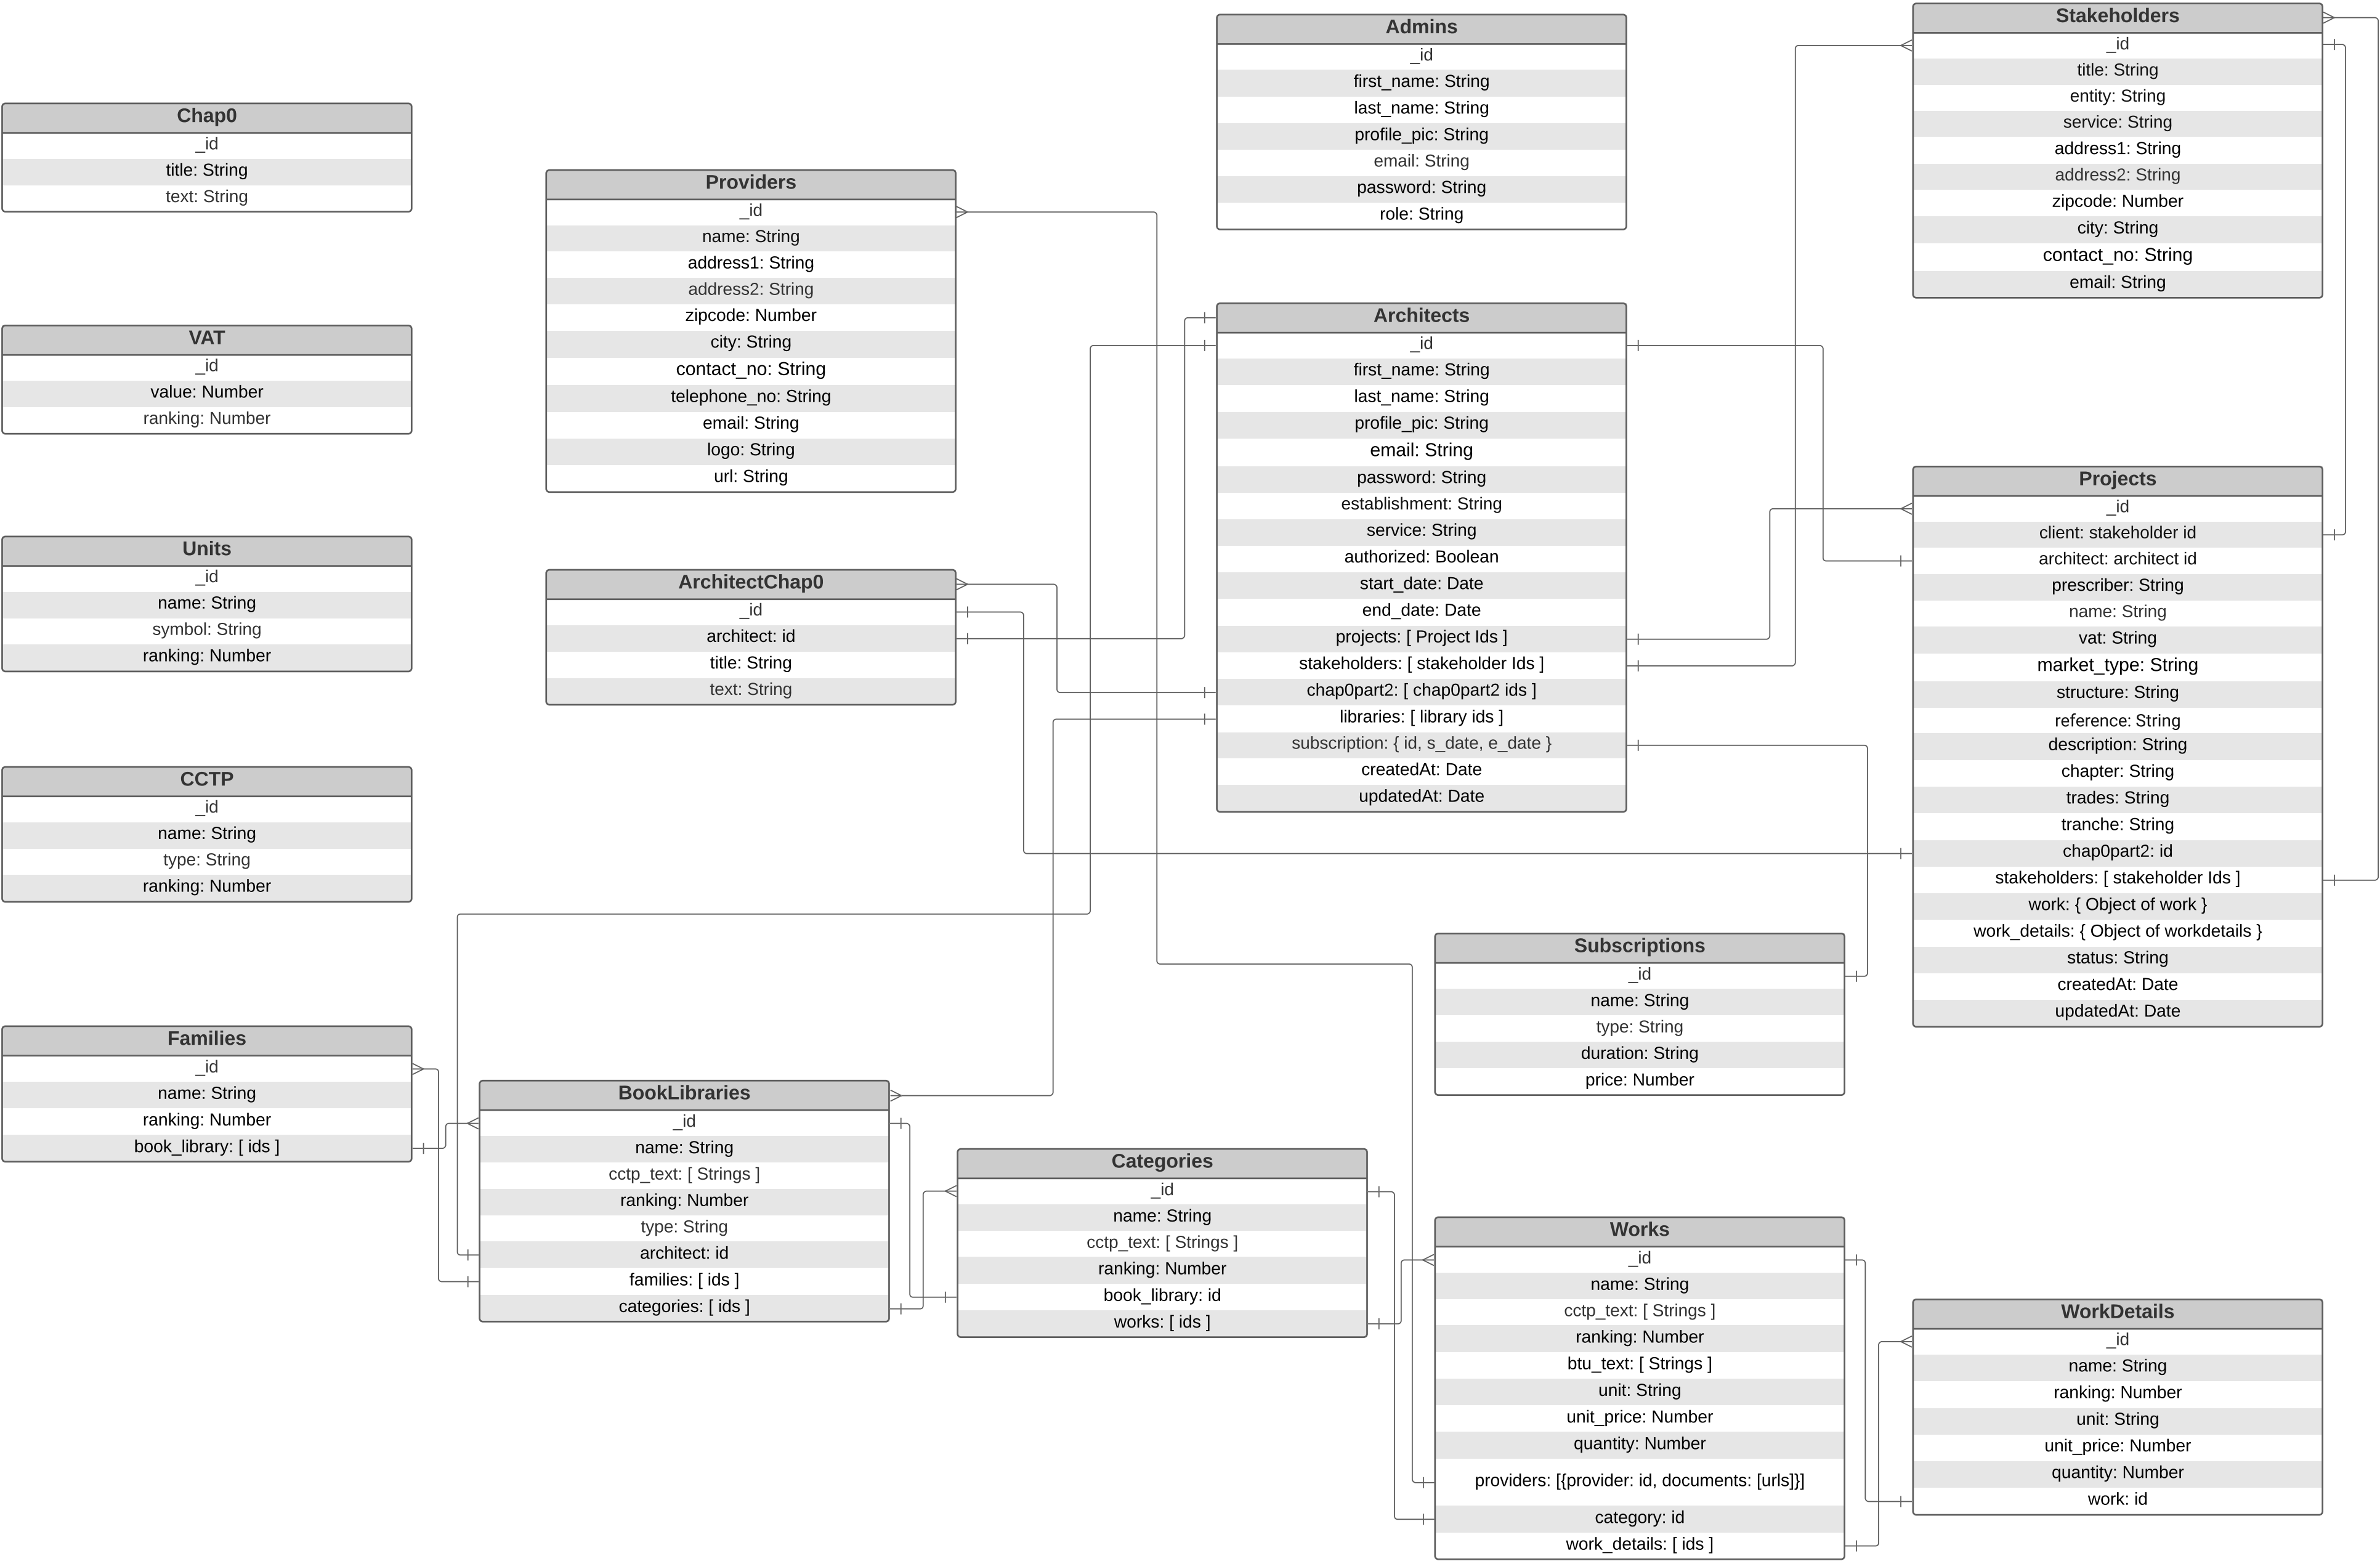 Chap0
_id
title: String
text: String
VAT
_id
value: Number
ranking: Number
Units
_id
name: String
symbol: String
ranking: Number
CCTP
_id
name: String
type: String
ranking: Number
Families
_id
name: String
ranking: Number
book_library: [ ids ]
Providers
_id
name: String
address1: String
address2: String
zipcode: Number
city: String
contact_no: String
telephone_no: String
email: String
logo: String
url: String
ArchitectChap0
_id
architect: id
title: String
text: String
BookLibraries
_id
name: String
cctp_text: [ Strings ]
ranking: Number
type: String
architect: id
families: [ ids ]
categories: [ ids ]
Categories
_id
name: String
cctp_text: [ Strings ]
ranking: Number
book_library: id
works: [ ids ]
Admins
_id
first_name: String
last_name: String
profile_pic: String
email: String
password: String
role: String
Architects
_id
first_name: String
last_name: String
profile_pic: String
email: String
password: String
establishment: String
service: String
authorized: Boolean
start_date: Date
end_date: Date
projects: [ Project Ids ]
stakeholders: [ stakeholder Ids ]
chap0part2: [ chap0part2 ids ]
libraries: [ library ids ]
subscription: { id, s_date, e_date }
createdAt: Date
updatedAt: Date
Subscriptions
_id
name: String
type: String
duration: String
price: Number
Works
_id
name: String
cctp_text: [ Strings ]
ranking: Number
btu_text: [ Strings ]
unit: String
unit_price: Number
quantity: Number
providers: [{provider: id, documents: [urls]}]
category: id
work_details: [ ids ]
Stakeholders
_id
title: String
entity: String
service: String
address1: String
address2: String
zipcode: Number
city: String
contact_no: String
email: String
Projects
_id
client: stakeholder id
architect: architect id
prescriber: String
name: String
vat: String
market_type: String
structure: String
reference: String
description: String
chapter: String
trades: String
tranche: String
chap0part2: id
stakeholders: [ stakeholder Ids ]
work: { Object of work }
work_details: { Object of workdetails }
status: String
createdAt: Date
updatedAt: Date
WorkDetails
_id
name: String
ranking: Number
unit: String
unit_price: Number
quantity: Number
work: id